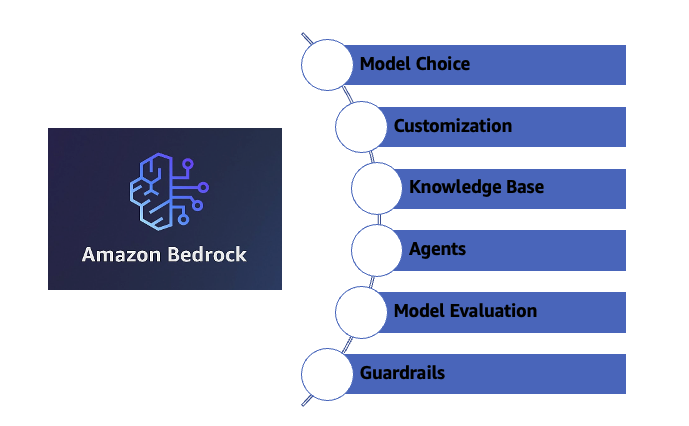 Model Choice
Customization
Knowledge Base
Amazon Bedrock
Agents
Model Evaluation
Guardrails